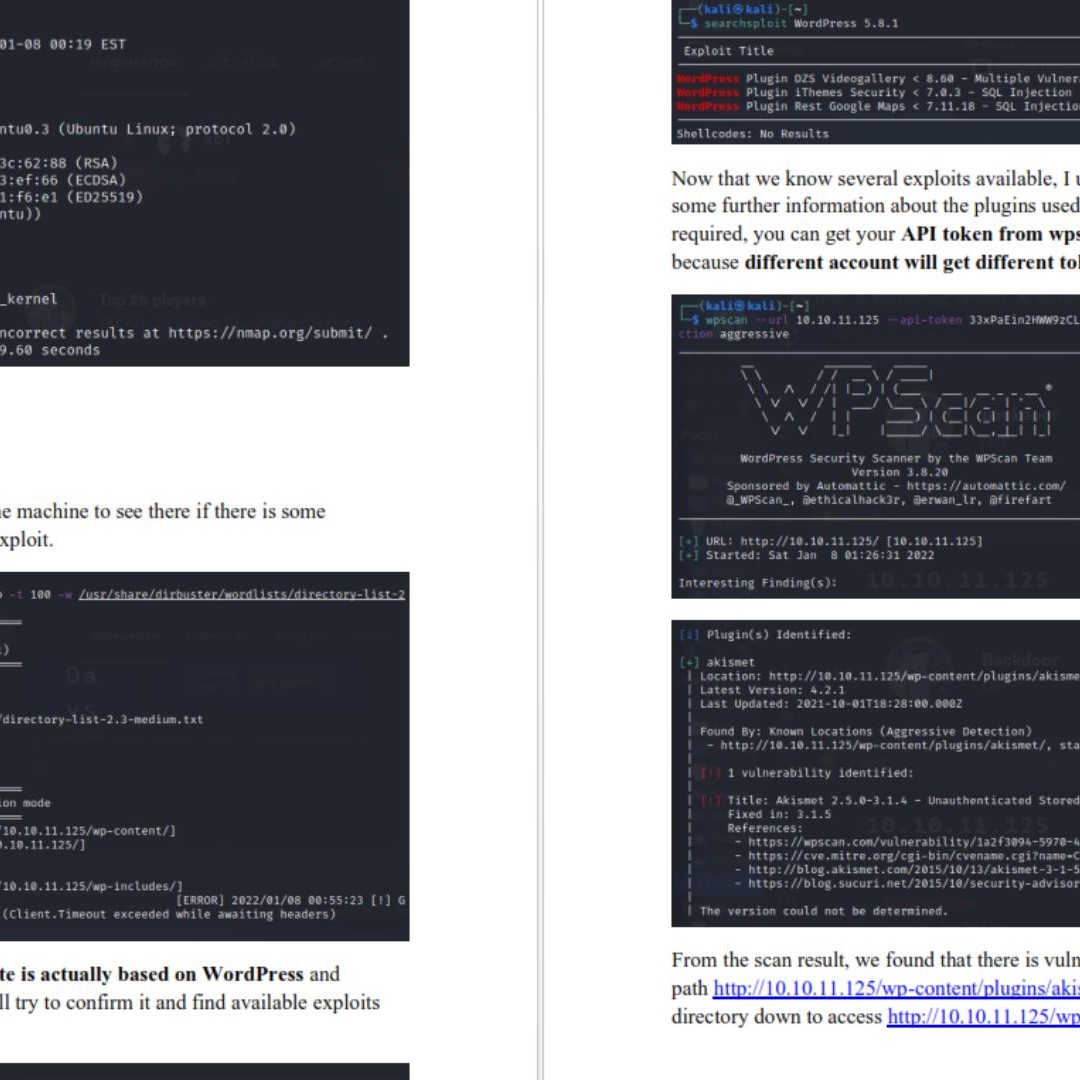 01-08 00:19 EST
ntu0.3 (Ubuntu Linux; protocol 2.0)
3c:62:88 (RSA)
3:ef:66 (ECDSA)
1:f6:e1 (ED25519)
ntu))
_kernel
Top 25 players
ncorrect results at https://nmap.org/submit/ .
9.60 seconds
e machine to see there if there is some
xploit.
-t 100 -w /usr/share/dirbuster/wordlists/directory-list-2
:)
/directory-list-2.3-medium.txt
ion mode
/10.10.11.125/wp-content/]
0.10.11.125/]
/10.10.11.125/wp-includes/]
[ERROR] 2022/01/08 00:55:23 [!] G
(Client.Timeout exceeded while awaiting headers)
te is actually based on WordPress and
ll try to confirm it and find available exploits
(kali㉿kali)-[~]
$ searchsploit WordPress 5.8.1
Exploit Title
WordPress Plugin DZS Videogallery < 8.60 - Multiple Vulner
WordPress Plugin iThemes Security < 7.0.3 - SQL Injection
WordPress Plugin Rest Google Maps < 7.11.18 - SQL Injectio
Shellcodes: No Results
Now that we know several exploits available, I u
some further information about the plugins used
required, you can get your API token from wps
because different account will get different tok
(kali㉿kali)-[~]
$ wpscan --url 10.10.11.125 --api-token 33xPaEin2HWW9zCL
ction aggressive
WPScan®
WordPress Security Scanner by the WPScan Team
Version 3.8.20
Sponsored by Automattic - https://automattic.com/
@_WPScan_, @ethicalhack3r, @erwan_lr, @firefart
[+] URL: http://10.10.11.125/ [10.10.11.125]
[+] Started: Sat Jan  8 01:26:31 2022
Interesting Finding(s):
10.10.11.125
[i] Plugin(s) Identified:
[+] akismet
Backdoor
| Location: http://10.10.11.125/wp-content/plugins/akisme
| Latest Version: 4.2.1
| Last Updated: 2021-10-01T18:28:00.000Z
|
| Found By: Known Locations (Aggressive Detection)
|  - http://10.10.11.125/wp-content/plugins/akismet/, sta
|
| [!] 1 vulnerability identified:
|
| [!] Title: Akismet 2.5.0-3.1.4 - Unauthenticated Stored
|     Fixed in: 3.1.5
|     References:
|      - https://wpscan.com/vulnerability/1a2f3094-5970-4
|      - https://cve.mitre.org/cgi-bin/cvename.cgi?name=C
|      - http://blog.akismet.com/2015/10/13/akismet-3-1-5
|      - https://blog.sucuri.net/2015/10/security-advisor
|
| The version could not be determined.
From the scan result, we found that there is vuln
path http://10.10.11.125/wp-content/plugins/akis
directory down to access http://10.10.11.125/wp